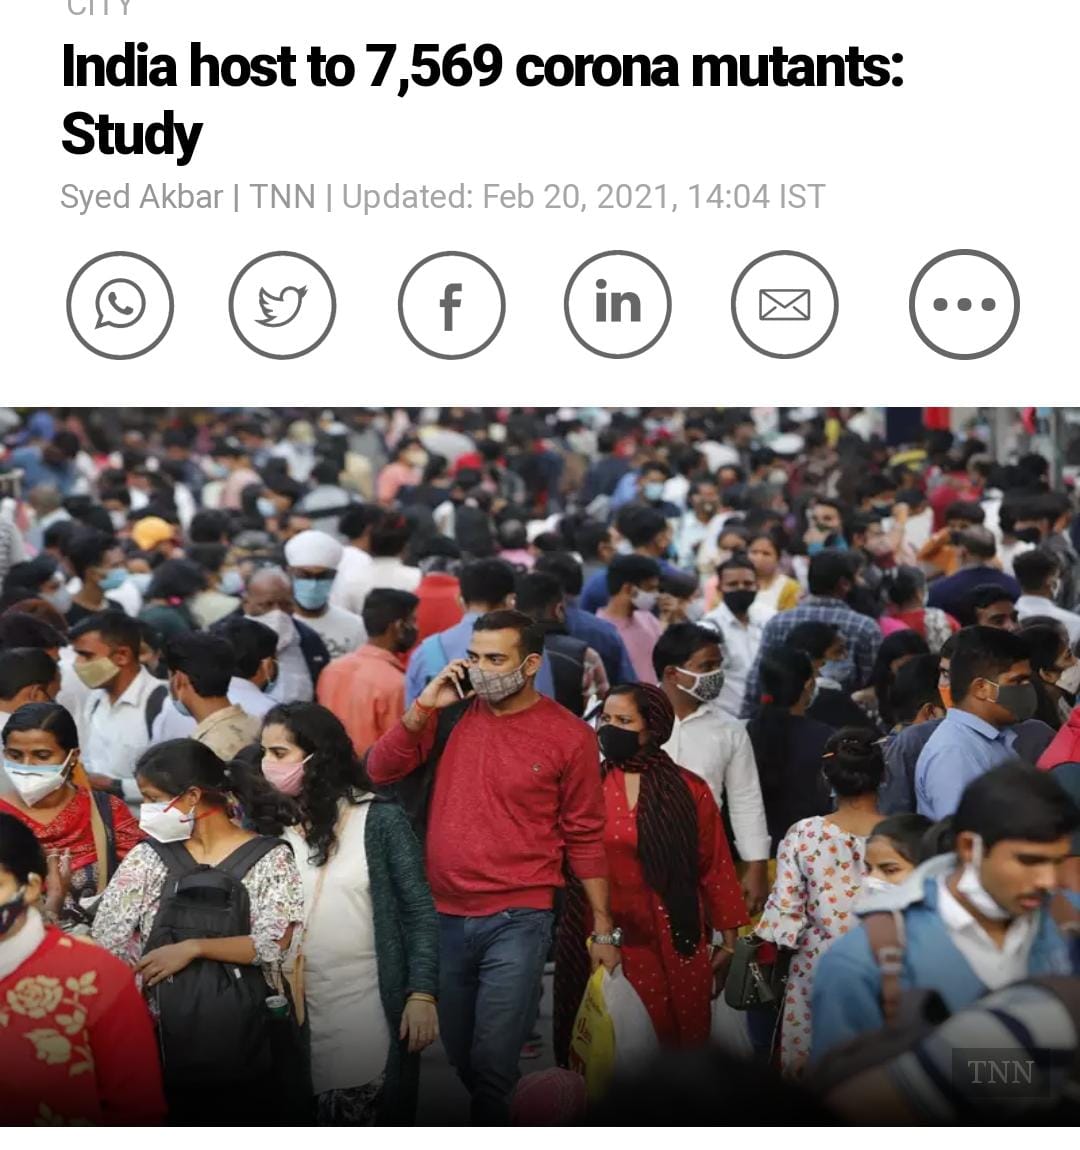 CITY
India host to 7,569 corona mutants:
Study
Syed Akbar | TNN | Updated: Feb 20, 2021, 14:04 IST
f
in
TNN